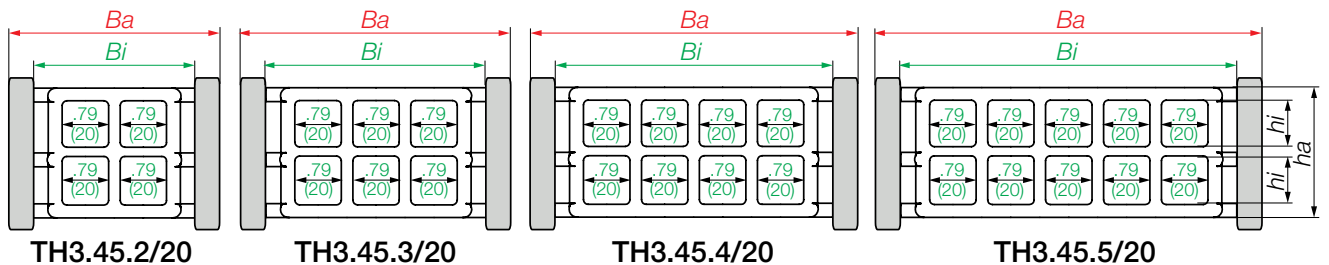 Ba Ba Ba Ba
Bi Bi Bi Bi
.79 .79 .79 .79 .79 .79 .79 .79 .79 .79 .79 .79 .79 .79
(20) (20) (20) (20) (20) (20) (20) (20) (20) (20) (20) (20) (20) (20)
hi
ha
.79 .79 .79 .79 .79 .79 .79 .79 .79 .79 .79 .79 .79 .79
(20) (20) (20) (20) (20) (20) (20) (20) (20) (20) (20) (20) (20) (20)
hi
TH3.45.2/20 TH3.45.3/20 TH3.45.4/20 TH3.45.5/20